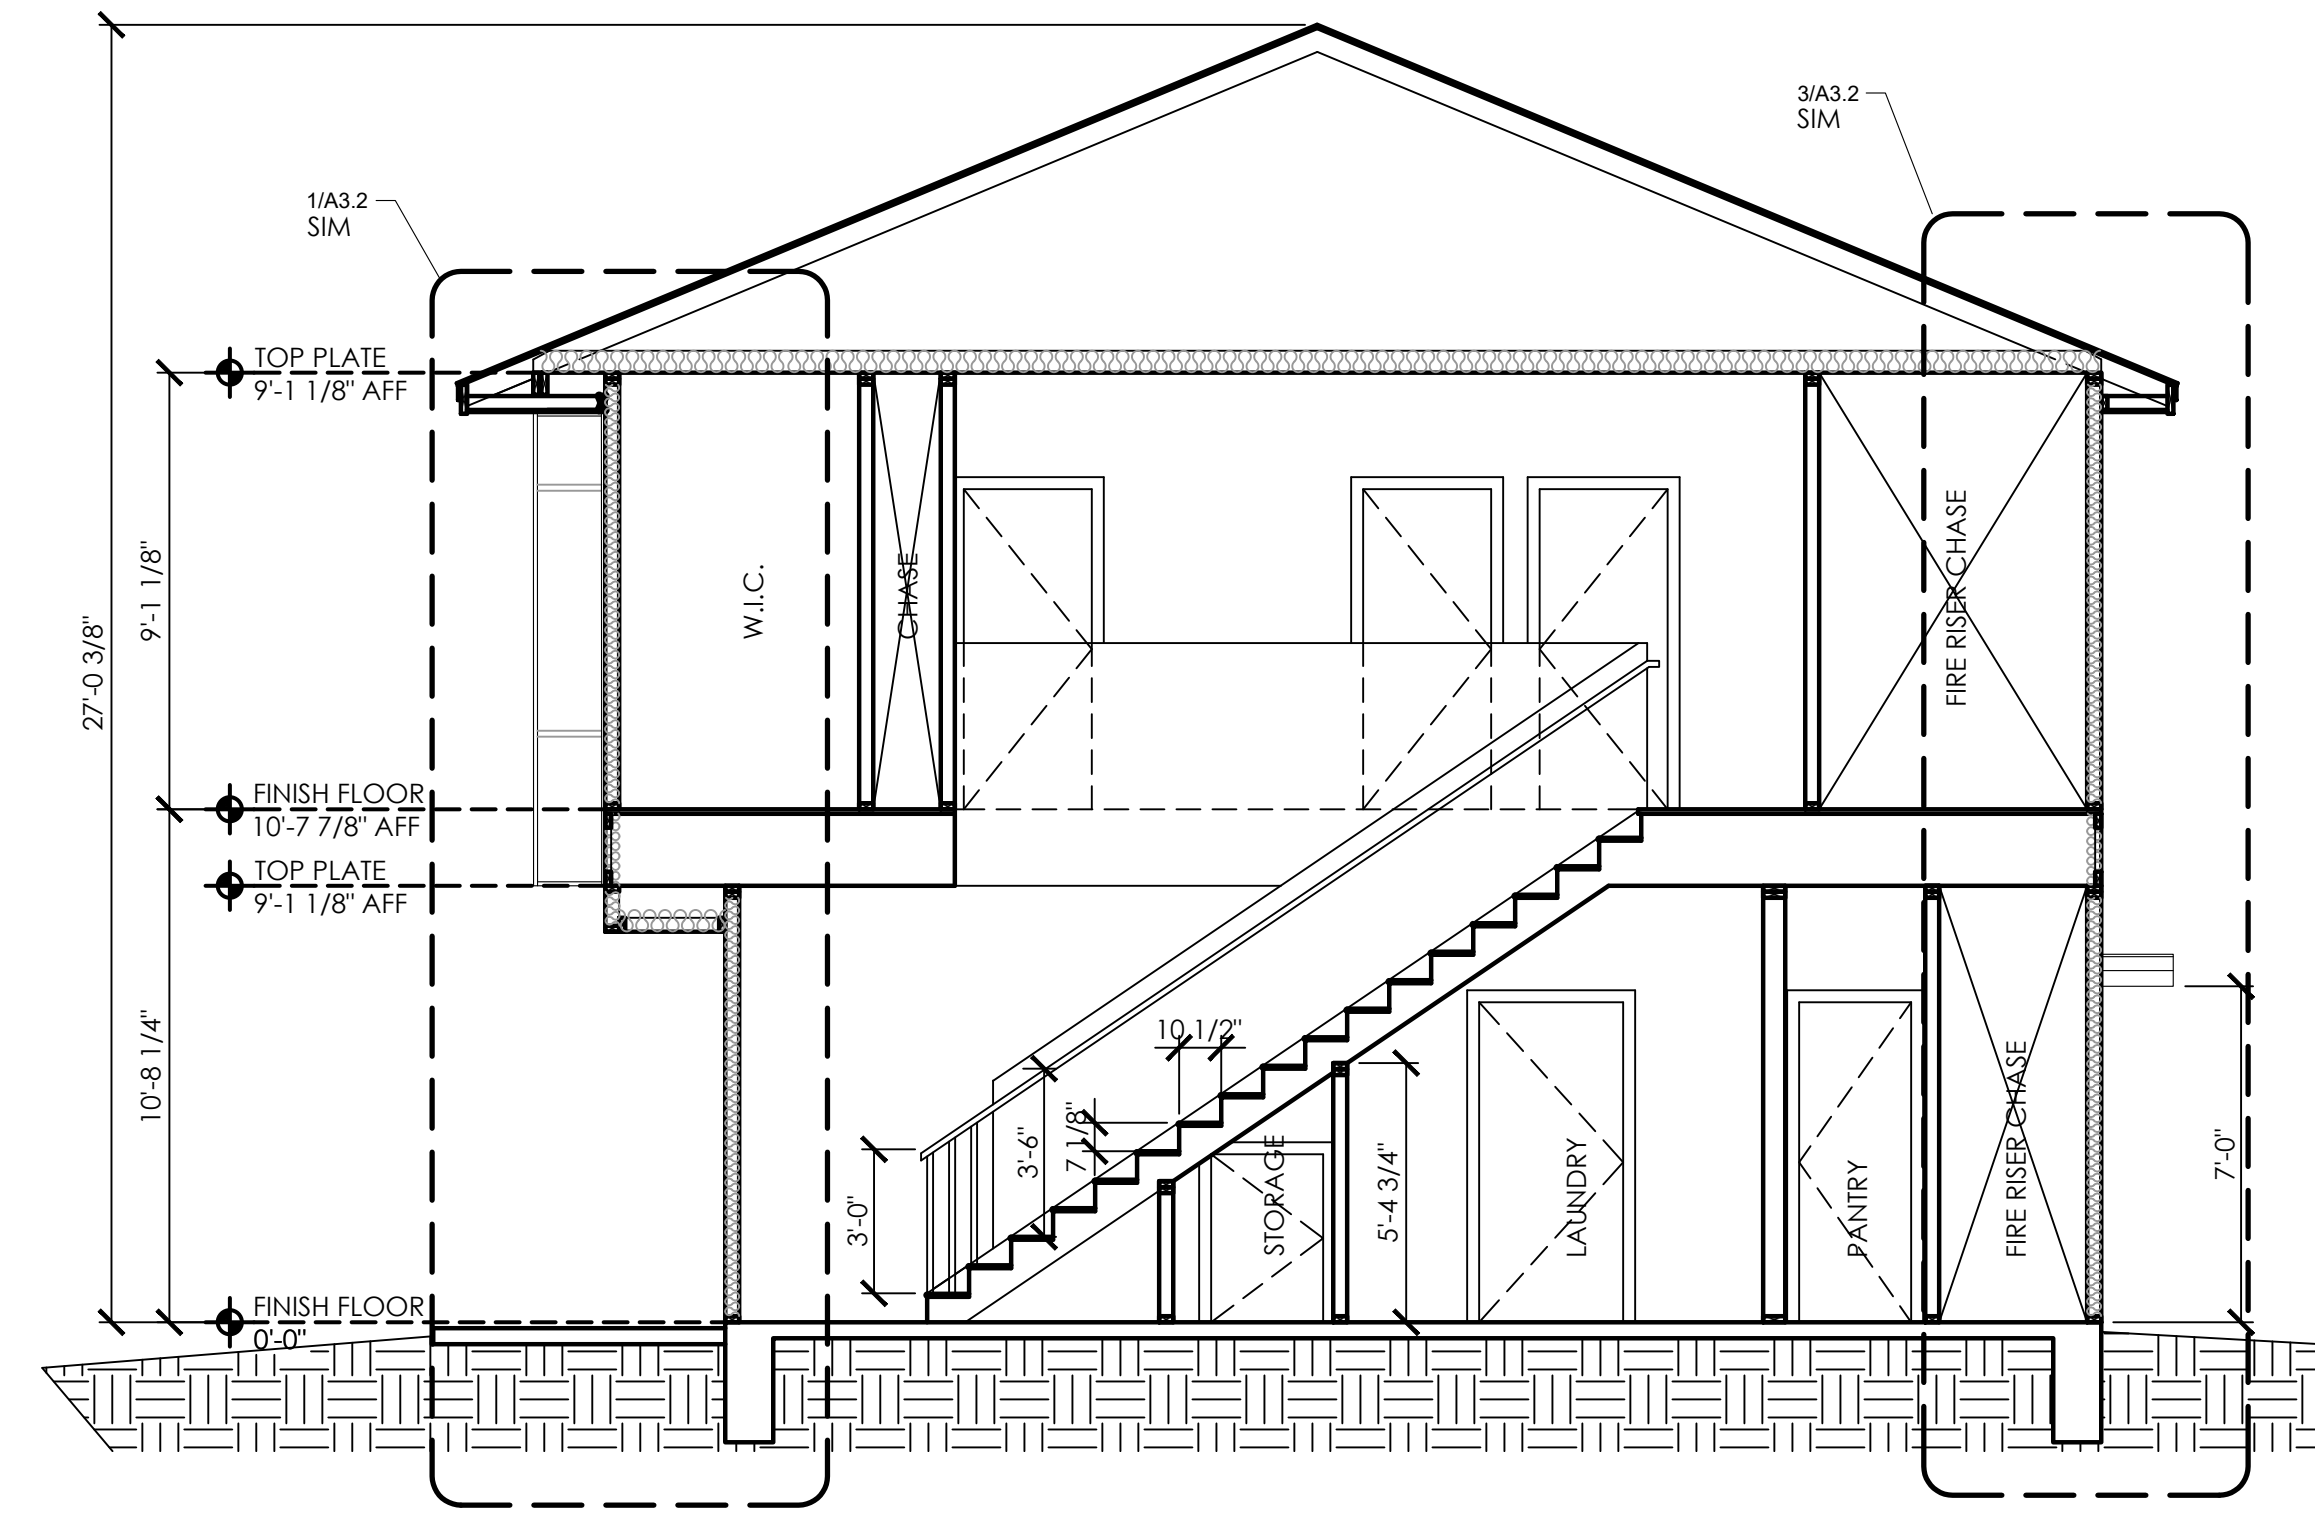 3/A3.2
SIM
1/A3.2
SIM
TOP PLATE
9'-1 1/8" AFF
27'-0 3/8"
9'-1 1/8"
W.I.C.
CHASE
FIRE RISER CHASE
FINISH FLOOR
10'-7 7/8" AFF
TOP PLATE
9'-1 1/8" AFF
10'-8 1/4"
10 1/2"
7 1/8"
3'-6"
3'-0"
STORAGE
5'-4 3/4"
LAUNDRY
PANTRY
FIRE RISER CHASE
7'-0"
FINISH FLOOR
0'-0"